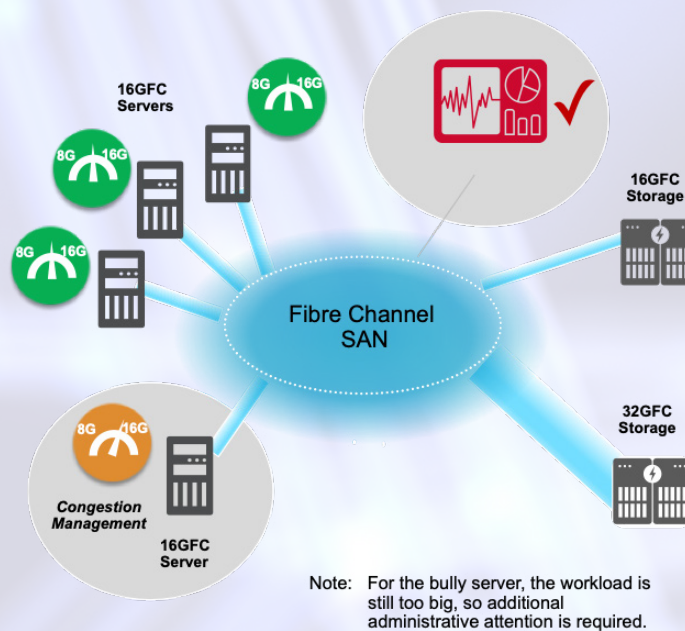 16GFC
Servers
8G 16G
8G 16G
8G 16G
16GFC
Storage
Fibre Channel
SAN
32GFC
Storage
8G 16G
Congestion
Management
16GFC
Server
Note: For the bully server, the workload is
still too big, so additional
administrative attention is required.